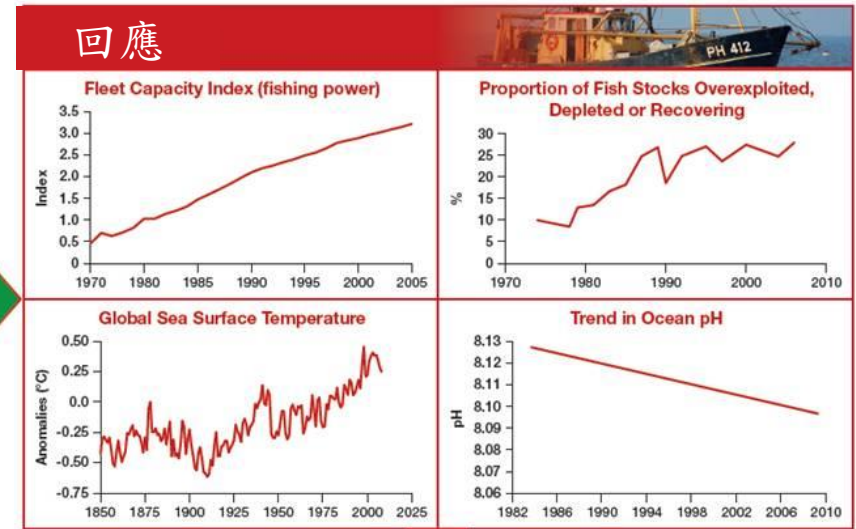 回應
PH 412
Fleet Capacity Index (fishing power)
Index
3.5
3.0
2.5
2.0
1.5
1.0
0.5
0
1970 1980 1985 1990 1995 2000 2005
Proportion of Fish Stocks Overexploited,
Depleted or Recovering
%
30
25
20
15
10
5
0
1970 1980 1990 2000 2010
Global Sea Surface Temperature
Anomalies (°C)
0.50
0.25
0.0
-0.25
-0.50
-0.75
1850 1875 1900 1925 1950 1975 2000 2025
Trend in Ocean pH
pH
8.13
8.12
8.11
8.10
8.09
8.08
8.07
8.06
1982 1986 1990 1994 1998 2002 2006 2010